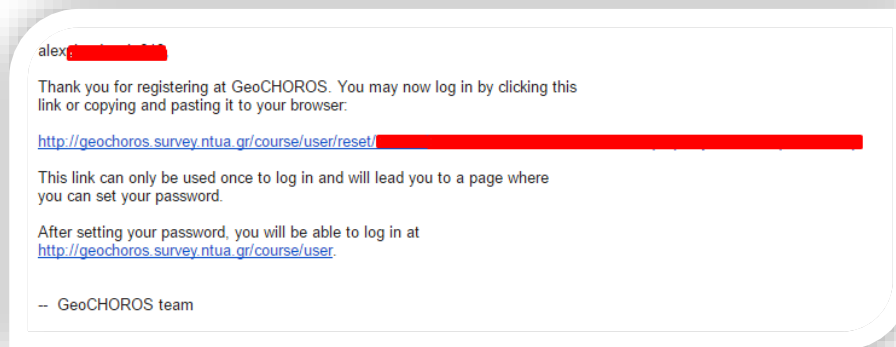 alex
Thank you for registering at GeoCHOROS. You may now log in by clicking this
link or copying and pasting it to your browser:
http://geochoros.survey.ntua.gr/course/user/reset/
This link can only be used once to log in and will lead you to a page where
you can set your password.
After setting your password, you will be able to log in at
http://geochoros.survey.ntua.gr/course/user.
-- GeoCHOROS team